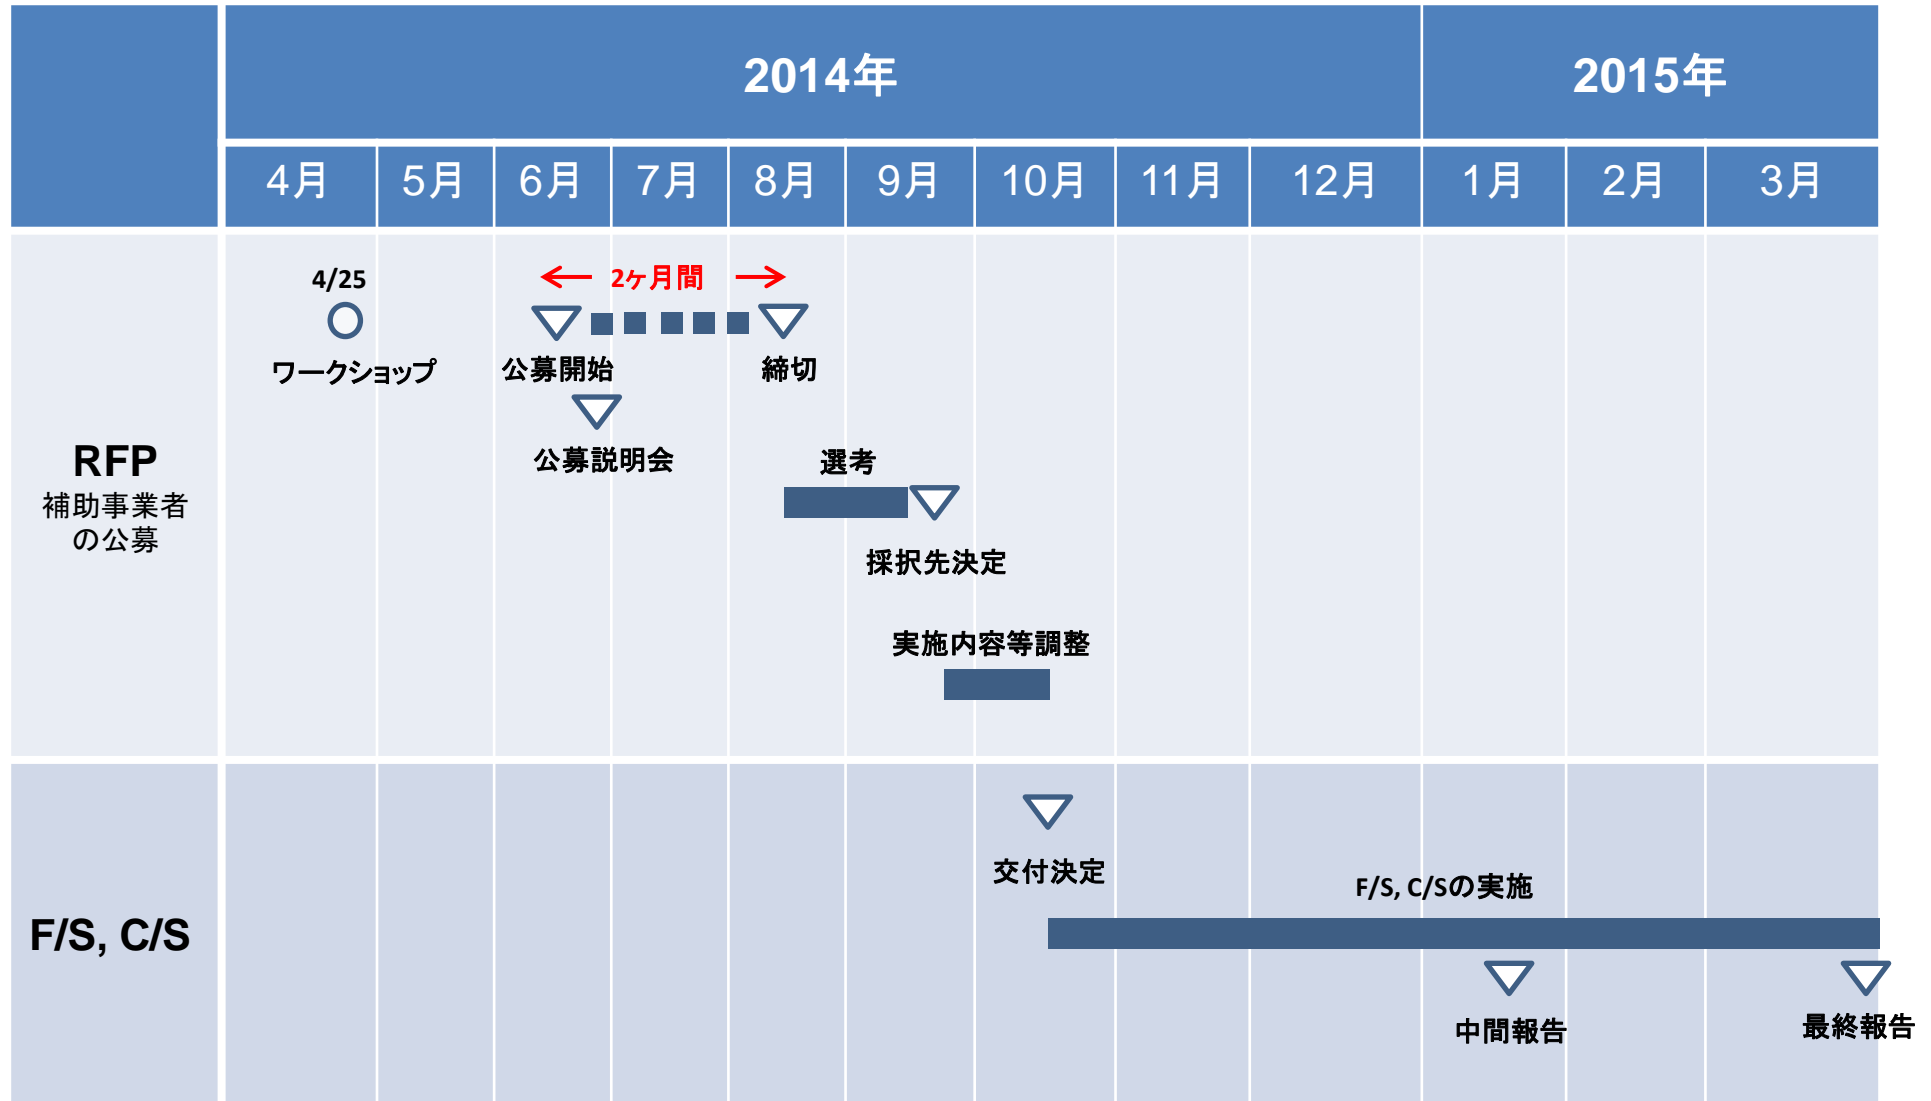 2014年
2015年
4月
5月
6月
7月
8月
9月
10月
11月
12月
1月
2月
3月
RFP
補助事業者
の公募
4/25
ワークショップ
2ヶ月間
公募開始
締切
公募説明会
選考
採択先決定
実施内容等調整
F/S, C/S
交付決定
F/S, C/Sの実施
中間報告
最終報告